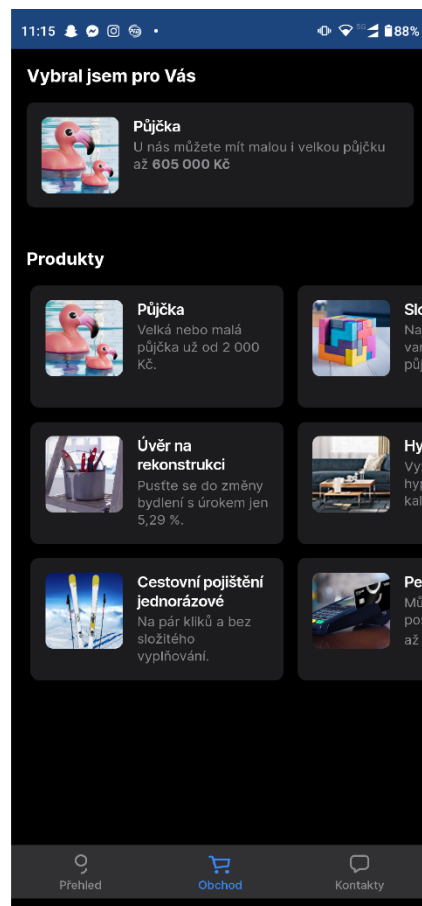 11:15
5G
88%
Vybral jsem pro Vás
Půjčka
U nás můžete mít malou i velkou půjčku
až 605 000 Kč
Produkty
Půjčka
Velká nebo malá
půjčka už od 2 000
Kč.
Úvěr na
rekonstrukci
Pusťte se do změny
bydlení s úrokem jen
5,29 %.
Cestovní pojištění
jednorázové
Na pár kliků a bez
složitého
vyplňování.
až
Přehled
Obchod
Kontakty